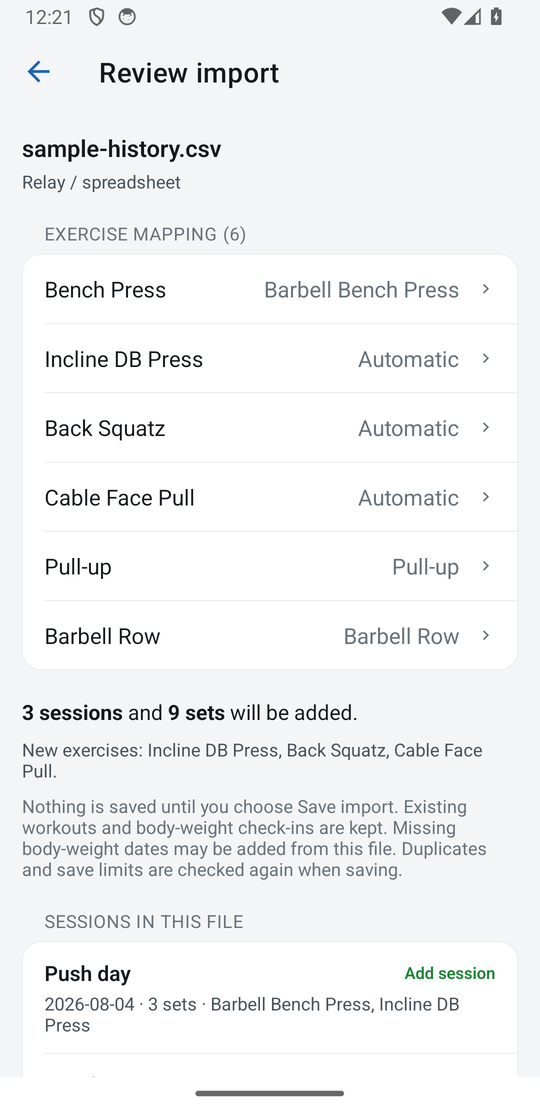 12:21
Review import
sample-history.csv
Relay / spreadsheet
EXERCISE MAPPING (6)
Bench Press Barbell Bench Press
Incline DB Press Automatic
Back Squatz Automatic
Cable Face Pull Automatic
Pull-up Pull-up
Barbell Row Barbell Row
3 sessions and 9 sets will be added.
New exercises: Incline DB Press, Back Squatz, Cable Face
Pull.
Nothing is saved until you choose Save import. Existing
workouts and body-weight check-ins are kept. Missing
body-weight dates may be added from this file. Duplicates
and save limits are checked again when saving.
SESSIONS IN THIS FILE
Push day Add session
2026-08-04 · 3 sets · Barbell Bench Press, Incline DB
Press